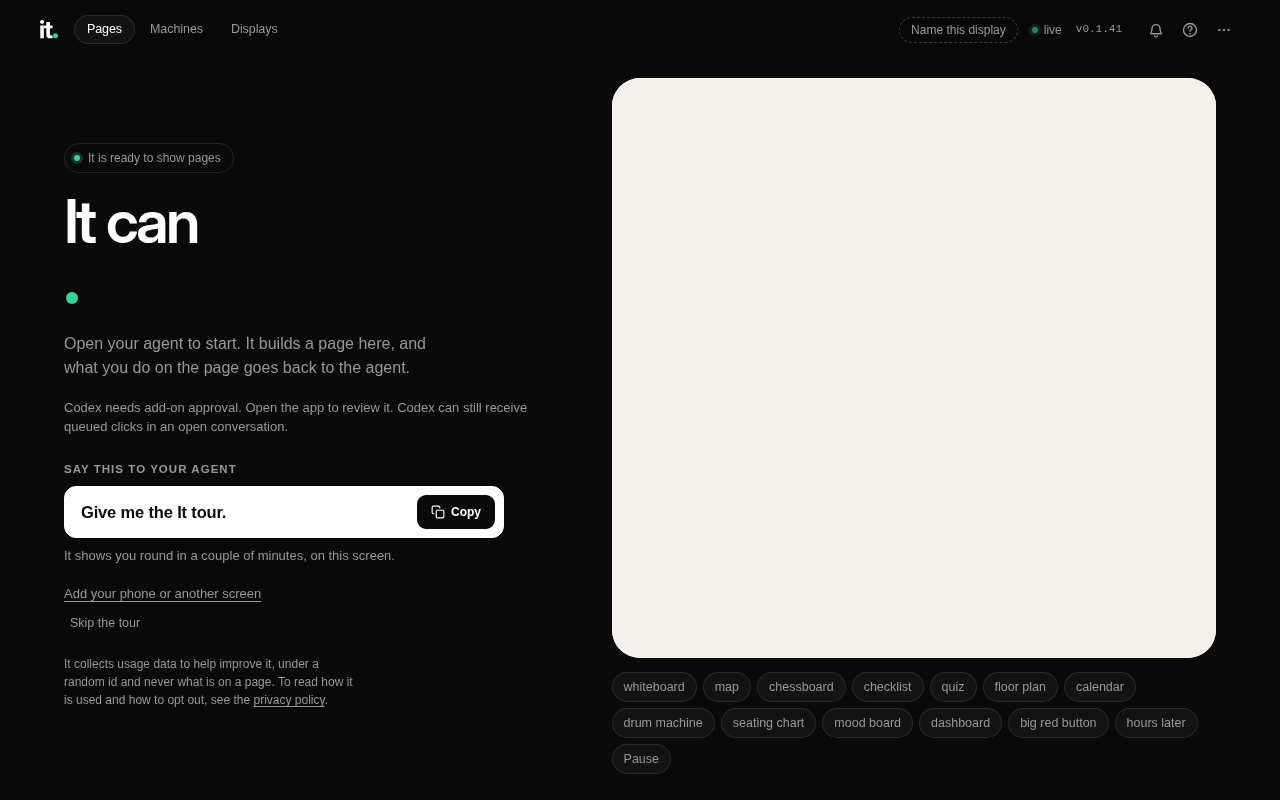 it.
Pages
Machines
Displays
Name this display
live
v0.1.41
It is ready to show pages
It can
Open your agent to start. It builds a page here, and
what you do on the page goes back to the agent.
Codex needs add-on approval. Open the app to review it. Codex can still receive
queued clicks in an open conversation.
SAY THIS TO YOUR AGENT
Give me the It tour.
Copy
It shows you round in a couple of minutes, on this screen.
Add your phone or another screen
Skip the tour
It collects usage data to help improve it, under a
random id and never what is on a page. To read how it
is used and how to opt out, see the privacy policy.
whiteboard
map
chessboard
checklist
quiz
floor plan
calendar
drum machine
seating chart
mood board
dashboard
big red button
hours later
Pause